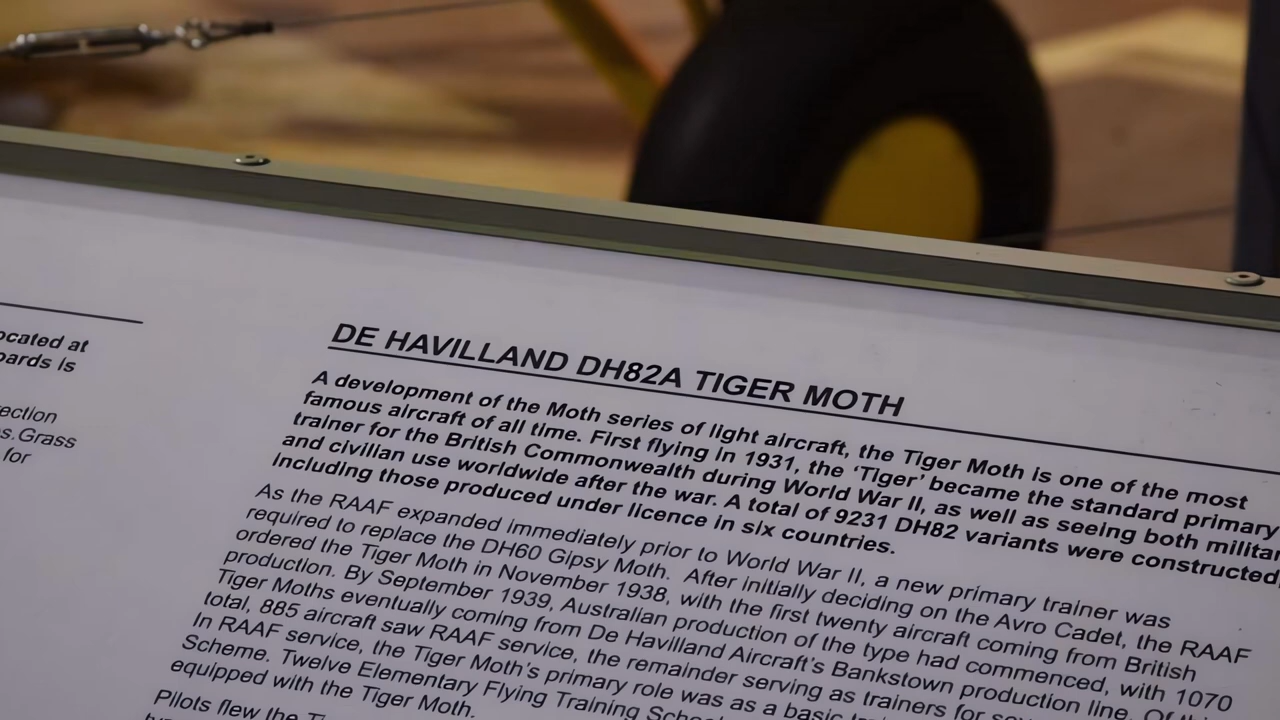 ocated at
oards is
ection
s. Grass
for
DE HAVILLAND DH82A TIGER MOTH
A development of the Moth series of light aircraft, the Tiger Moth is one of the most
famous aircraft of all time. First flying in 1931, the ‘Tiger’ became the standard primary
trainer for the British Commonwealth during World War II, as well as seeing both militar
and civilian use worldwide after the war. A total of 9231 DH82 variants were constructed,
including those produced under licence in six countries.
As the RAAF expanded immediately prior to World War II, a new primary trainer was
required to replace the DH60 Gipsy Moth. After initially deciding on the Avro Cadet, the RAAF
ordered the Tiger Moth in November 1938, with the first twenty aircraft coming from British
production. By September 1939, Australian production of the type had commenced, with 1070
Tiger Moths eventually coming from De Havilland Aircraft's Bankstown production line. Of th
total, 885 aircraft saw RAAF service, the remainder serving as trainers for
In RAAF service, the Tiger Moth's primary role was as a basic
Scheme. Twelve Elementary Flying Training
equipped with the Tiger Moth.
Pilots flew the